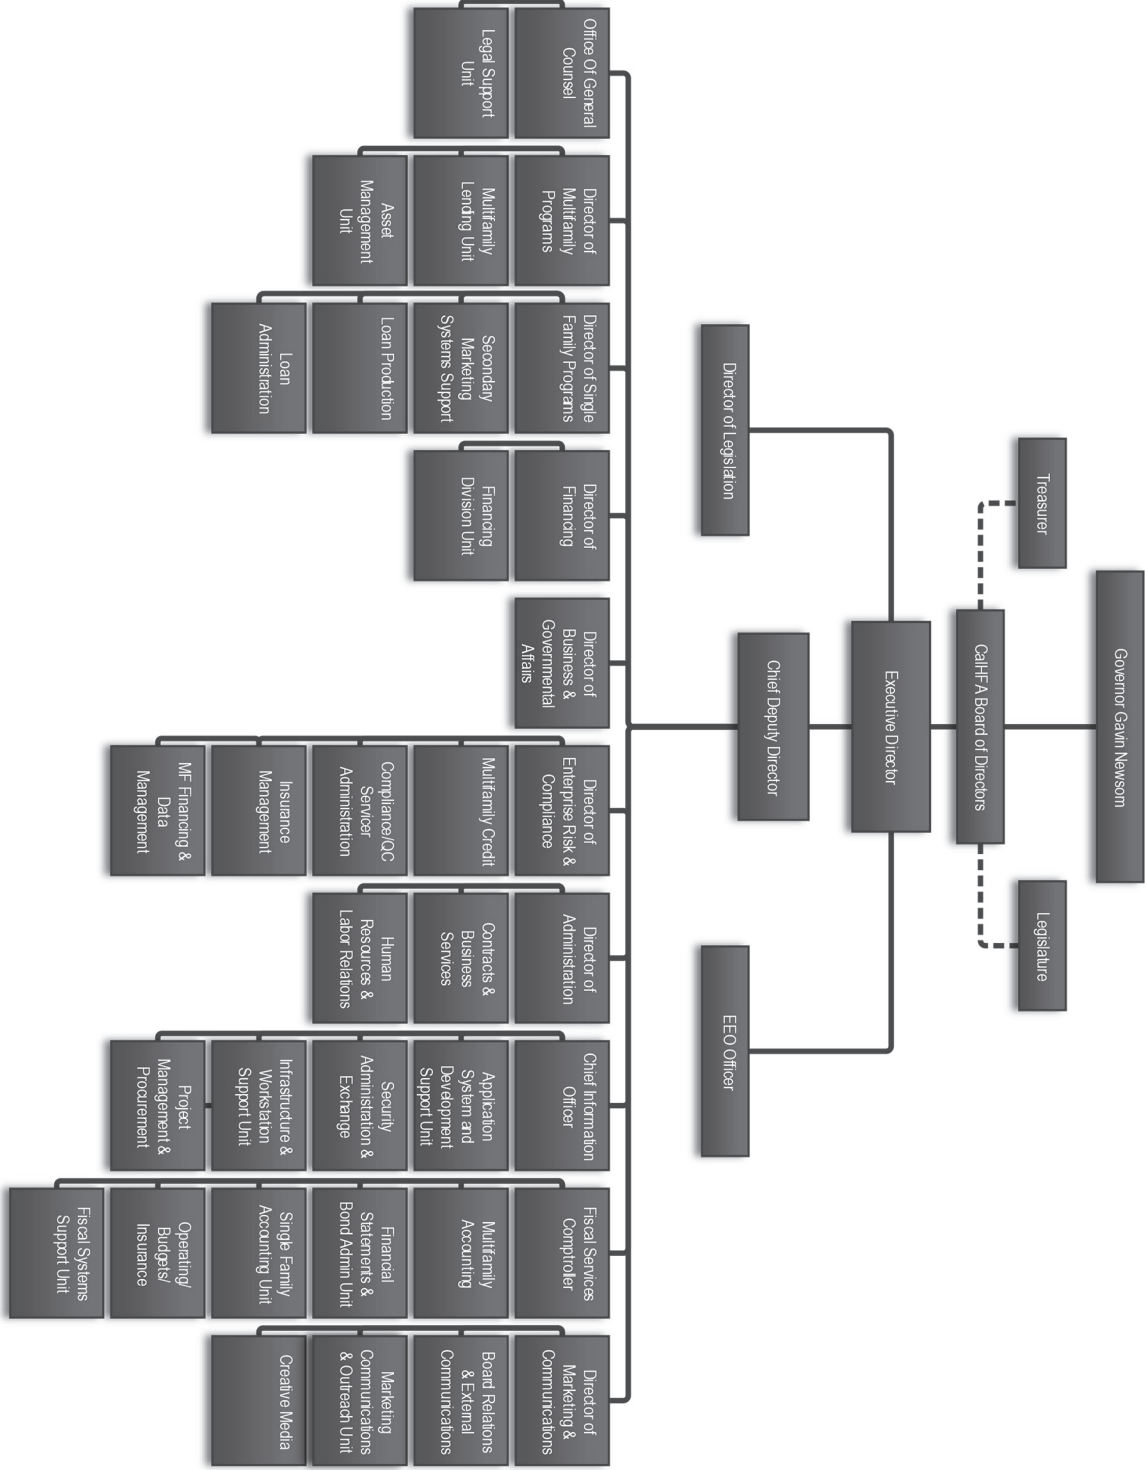 Governor Gavin Newsom
Treasurer
Legislature
CalHFA Board of Directors
Executive Director
Chief Deputy Director
Director of Legislation
EEO Officer
Office Of General
Counsel
Legal Support
Unit
Director of
Multifamily
Programs
Multifamily
Lending Unit
Asset
Management
Unit
Director of Single
Family Programs
Secondary
Marketing
Systems Support
Loan Production
Loan
Administration
Director of
Financing
Financing
Division Unit
Director of
Business &
Governmental
Affairs
Director of
Enterprise Risk &
Compliance
Multifamily Credit
Compliance/QC
Servicer
Administration
Insurance
Management
MF Financing &
Data
Management
Director of
Administration
Contracts &
Business
Services
Human
Resources &
Labor Relations
Chief Information
Officer
Application
System and
Development
Support Unit
Security
Administration &
Exchange
Infrastructure &
Workstation
Support Unit
Project
Management &
Procurement
Fiscal Services
Comptroller
Multifamily
Accounting
Financial
Statements &
Bond Admin Unit
Single Family
Accounting Unit
Operating/
Budgets/
Insurance
Fiscal Systems
Support Unit
Director of
Marketing &
Communications
Board Relations
& External
Communications
Marketing
Communications
& Outreach Unit
Creative Media